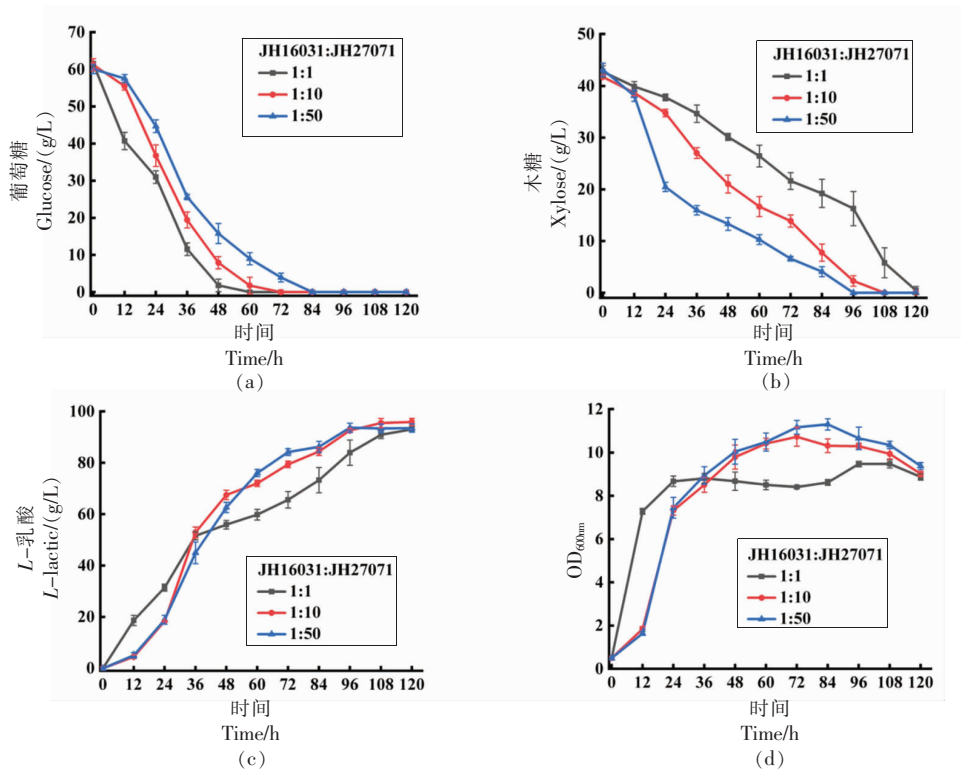 70
60
50
40
30
20
10
0
葡萄糖
Glucose/(g/L)
JH16031:JH27071
1:1
1:10
1:50
0 12 24 36 48 60 72 84 96 108 120
时间
Time/h
(a)
50
40
30
20
10
0
木糖
Xylose/(g/L)
JH16031:JH27071
1:1
1:10
1:50
0 12 24 36 48 60 72 84 96 108 120
时间
Time/h
(b)
100
80
60
40
20
0
L-乳酸
L-lactic/(g/L)
JH16031:JH27071
1:1
1:10
1:50
0 12 24 36 48 60 72 84 96 108 120
时间
Time/h
(c)
12
10
8
6
4
2
0
OD600nm
JH16031:JH27071
1:1
1:10
1:50
0 12 24 36 48 60 72 84 96 108 120
时间
Time/h
(d)